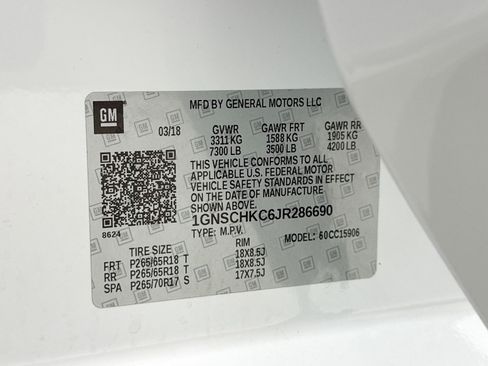 MFD BY GENERAL MOTORS LLC
GM
03/18 GVWR GAWR FRT GAWR RR
3311 KG 1588 KG 1905 KG
7300 LB 3500 LB 4200 LB
THIS VEHICLE CONFORMS TO ALL
APPLICABLE U.S. FEDERAL MOTOR
VEHICLE SAFETY STANDARDS IN EFFECT
ON THE DATE OF MANUFACTURE
SHOWN ABOVE.
1GNSCHKC6JR286690
8624
TYPE: M.P.V. MODEL: 60CC15906
TIRE SIZE RIM
FRT P265/65R18 T 18X8.5J
RR P265/65R18 T 18X8.5J
SPA P265/70R17 S 17X7.5J